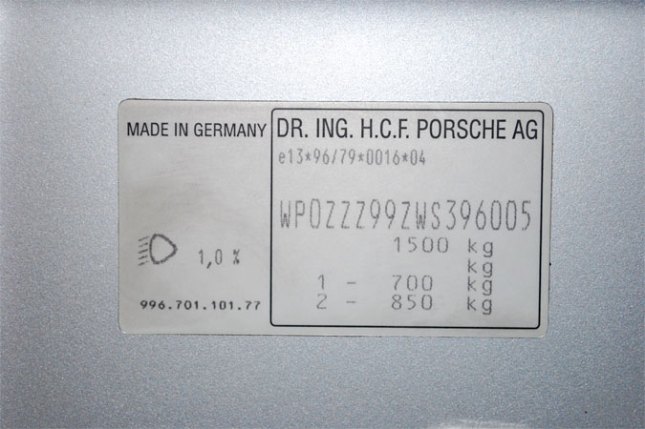 MADE IN GERMANY
1,0 %
996.701.101.77
DR. ING. H.C.F. PORSCHE AG
e13*96/79*0016*04
WP0ZZZ99ZWS396005
1500 kg
kg
1 - 700 kg
2 - 850 kg